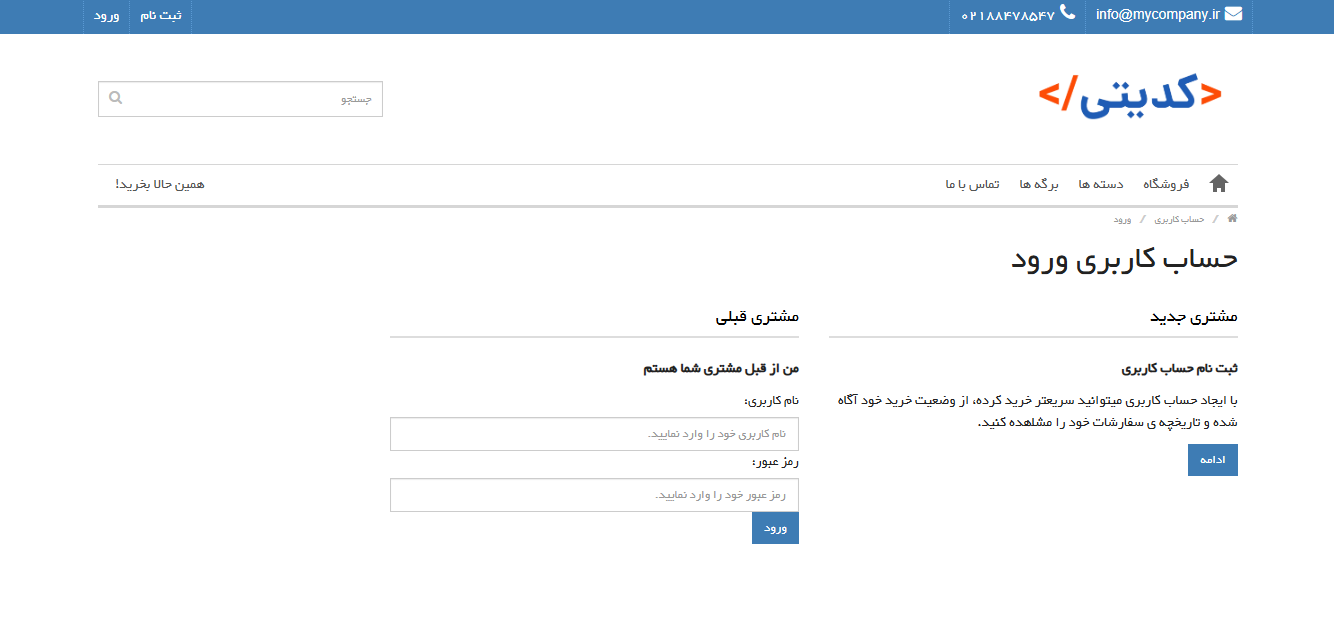 info@mycompany.ir
۰۲۱۸۸۴۷۸۵۴۷
ثبت نام
ورود
<کدیتی/>
جستجو
فروشگاه
دسته ها
برگه ها
تماس با ما
همین حالا بخرید!
/ حساب کاربری / ورود
حساب کاربری ورود
مشتری جدید
ثبت نام حساب کاربری
با ایجاد حساب کاربری میتوانید سریعتر خرید کرده، از وضعیت خرید خود آگاه
شده و تاریخچه ی سفارشات خود را مشاهده کنید.
ادامه
مشتری قبلی
من از قبل مشتری شما هستم
نام کاربری:
نام کاربری خود را وارد نمایید.
رمز عبور:
رمز عبور خود را وارد نمایید.
ورود